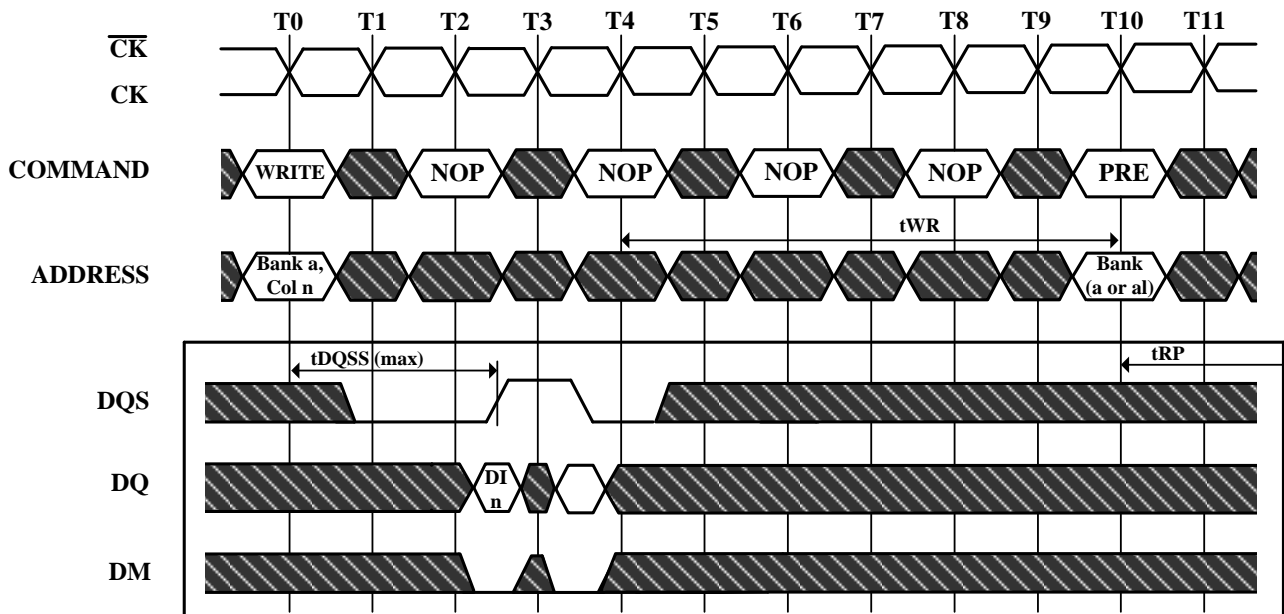 T0 T1 T2 T3 T4 T5 T6 T7 T8 T9 T10 T11
CK
CK
COMMAND
WRITE NOP NOP NOP NOP PRE
tWR
ADDRESS
Bank a,
Col n
Bank
(a or al)
tDQSS (max)
tRP
DQS
DQ
DI
n
DM